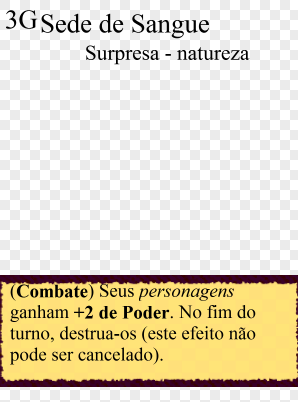 3G Sede de Sangue
Surpresa - natureza
(Combate) Seus personagens
ganham +2 de Poder. No fim do
turno, destrua-os (este efeito não
pode ser cancelado).